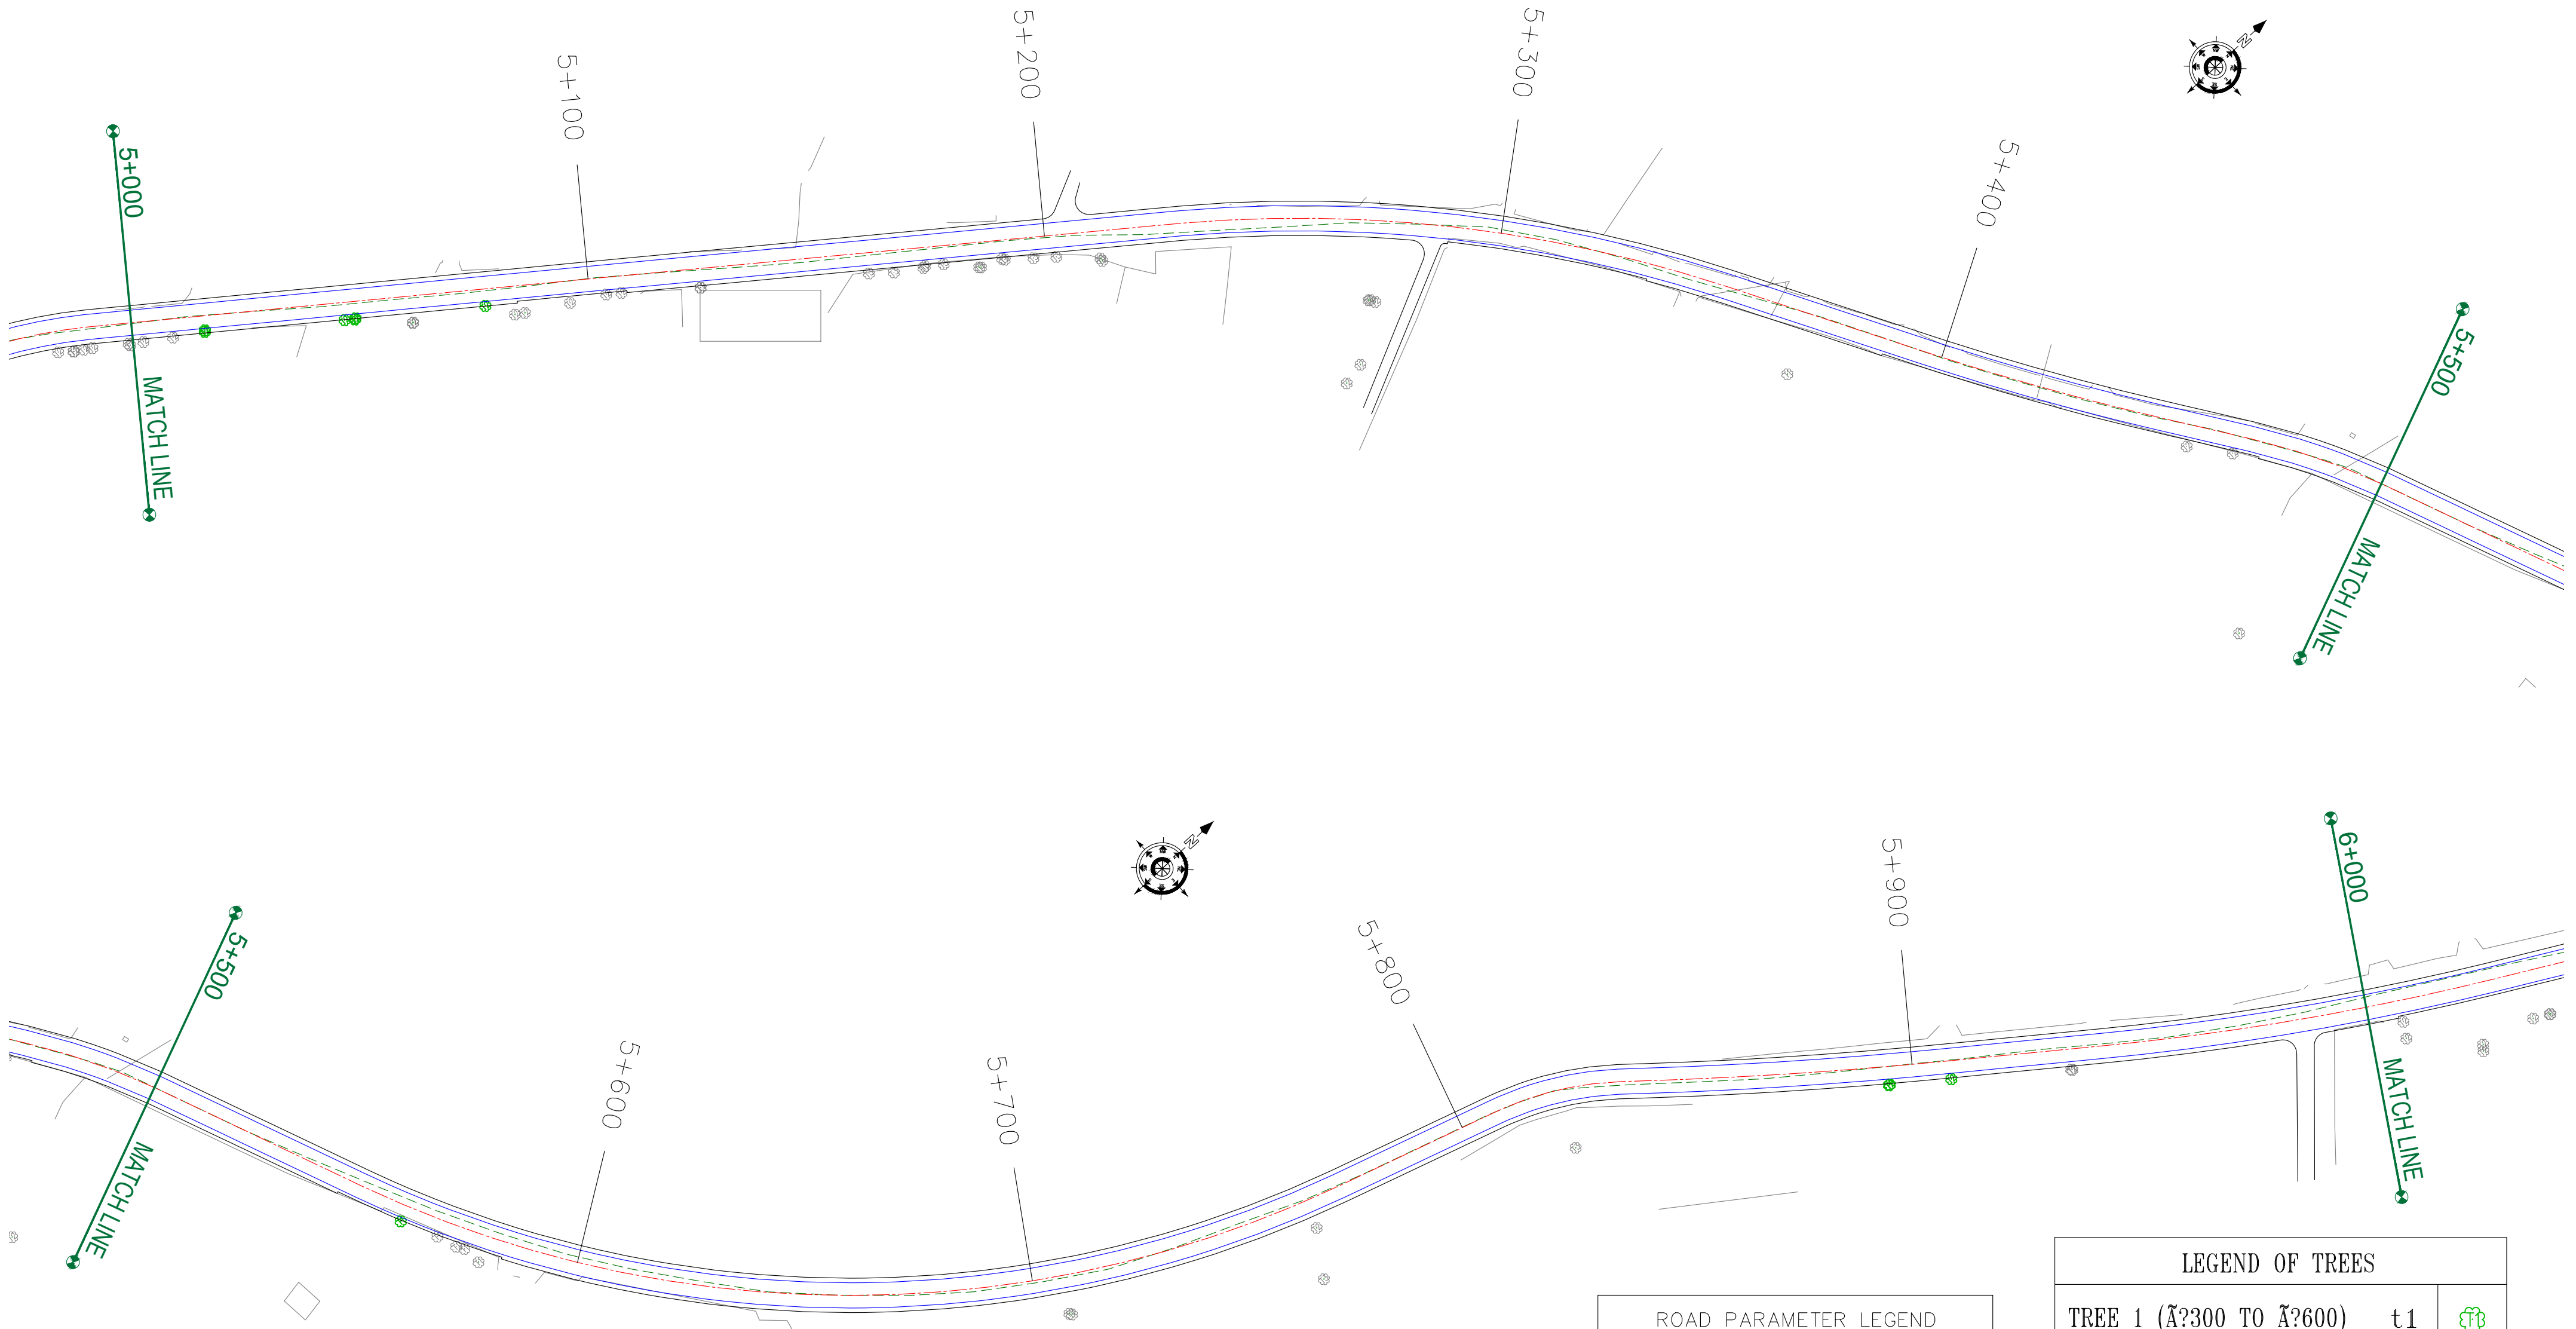 5+000
MATCH LINE
5+100
5+200
5+300
5+400
N
5+500
MATCH LINE
5+500
MATCH LINE
5+600
5+700
N
5+800
5+900
6+000
MATCH LINE
ROAD PARAMETER LEGEND
LEGEND OF TREES
TREE 1 (Ã?300 TO Ã?600) t1